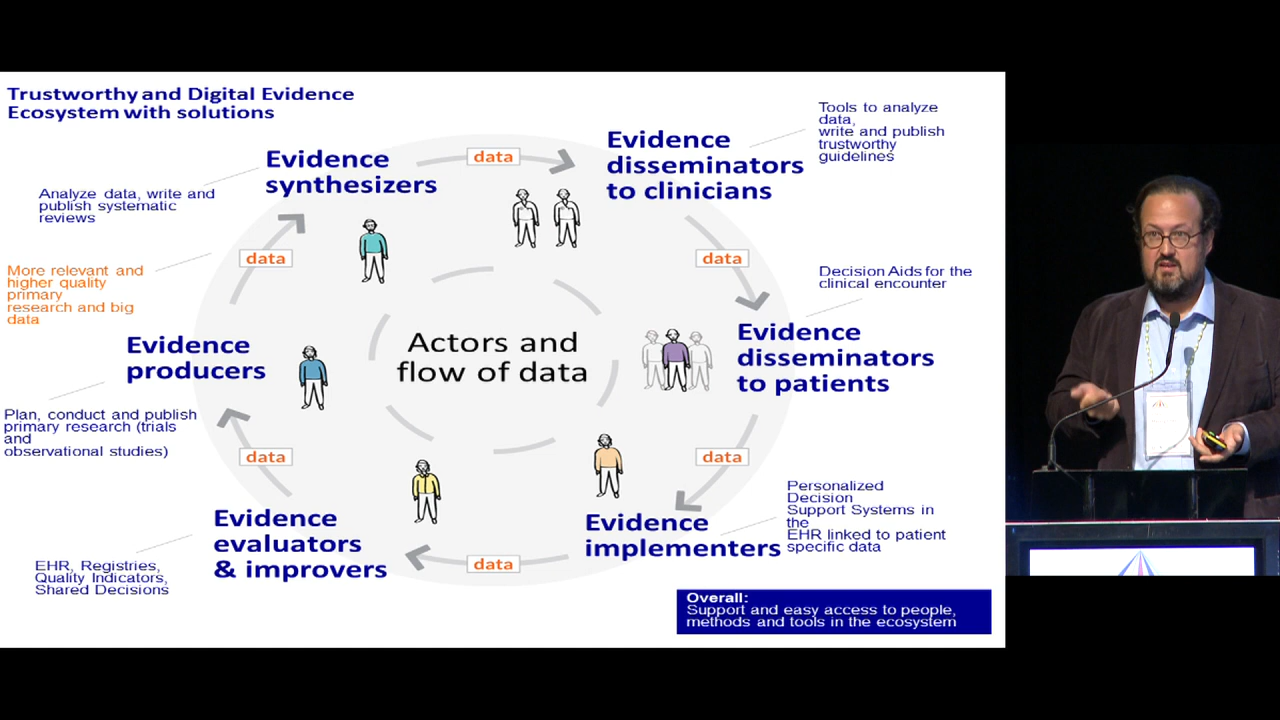 Trustworthy and Digital Evidence
Ecosystem with solutions
Evidence
synthesizers
data
Evidence
disseminators
to clinicians
Tools to analyze
data,
write and publish
trustworthy
guidelines
Analyze data, write and
publish systematic
reviews
data
data
More relevant and
higher quality
primary
research and big
data
Decision Aids for the
clinical encounter
Evidence
producers
Actors and
flow of data
Evidence
disseminators
to patients
Plan, conduct and publish
primary research (trials
and
observational studies)
data
data
Personalized
Decision
Support Systems in
the
EHR linked to patient
specific data
Evidence
evaluators
& improvers
Evidence
implementers
data
EHR, Registries,
Quality Indicators,
Shared Decisions
Overall:
Support and easy access to people,
methods and tools in the ecosystem